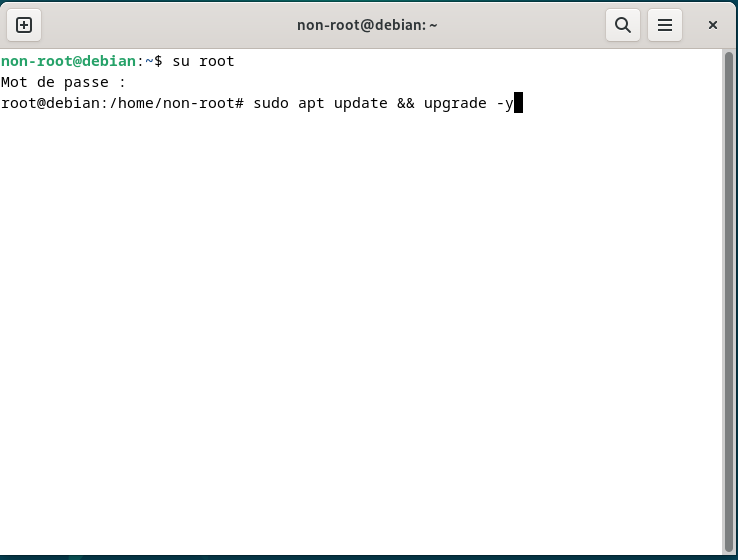 non-root@debian: ~
non-root@debian:~$ su root
Mot de passe :
root@debian:/home/non-root# sudo apt update && upgrade -y